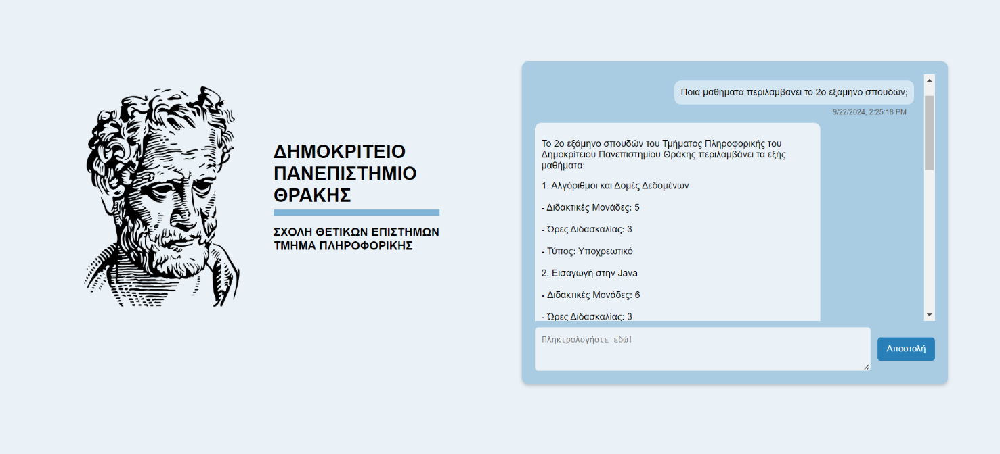 ΔΗΜΟΚΡΙΤΕΙΟ
ΠΑΝΕΠΙΣΤΗΜΙΟ
ΘΡΑΚΗΣ
ΣΧΟΛΗ ΘΕΤΙΚΩΝ ΕΠΙΣΤΗΜΩΝ
ΤΜΗΜΑ ΠΛΗΡΟΦΟΡΙΚΗΣ
Ποια μαθηματα περιλαμβανει το 2ο εξαμηνο σπουδών;
9/22/2024, 2:25:18 PM
Το 2ο εξάμηνο σπουδών του Τμήματος Πληροφορικής του
Δημοκρίτειου Πανεπιστημίου Θράκης περιλαμβάνει τα εξής
μαθήματα:
1. Αλγόριθμοι και Δομές Δεδομένων
- Διδακτικές Μονάδες: 5
- Ώρες Διδασκαλίας: 3
- Τύπος: Υποχρεωτικό
2. Εισαγωγή στην Java
- Διδακτικές Μονάδες: 6
- Ώρες Διδασκαλίας: 3
Πληκτρολογήστε εδώ!
Αποστολή